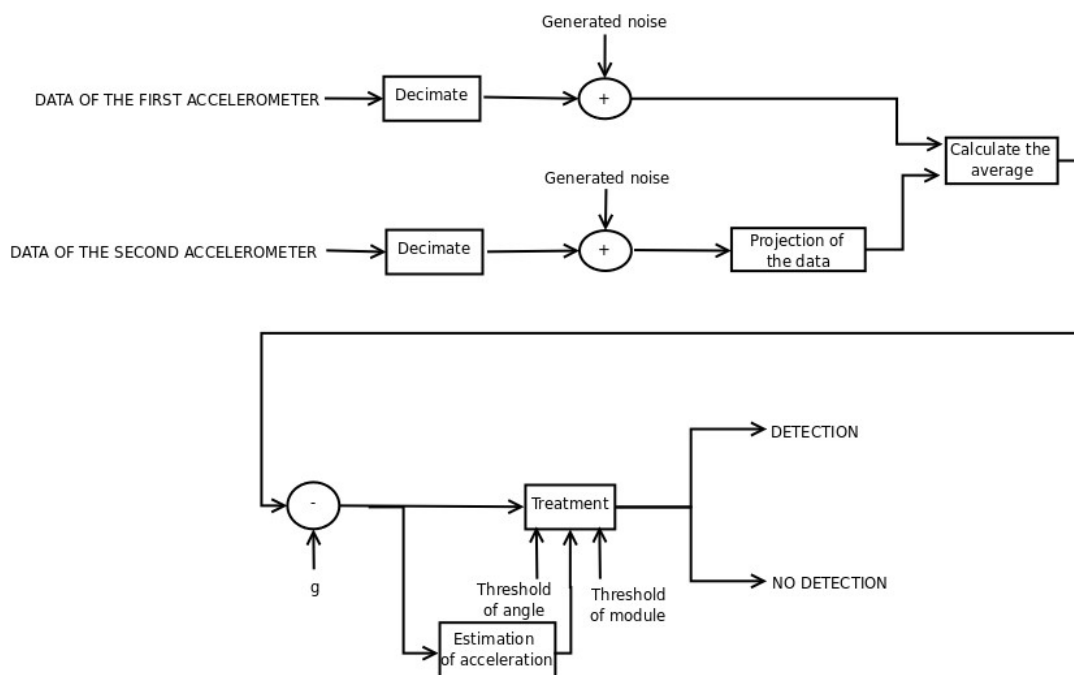 Generated noise
DATA OF THE FIRST ACCELEROMETER
Decimate
+
Calculate the
average
Generated noise
DATA OF THE SECOND ACCELEROMETER
Decimate
+
Projection of
the data
DETECTION
-
Treatment
g
Threshold
of angle
Threshold
of module
NO DETECTION
Estimation
of acceleration